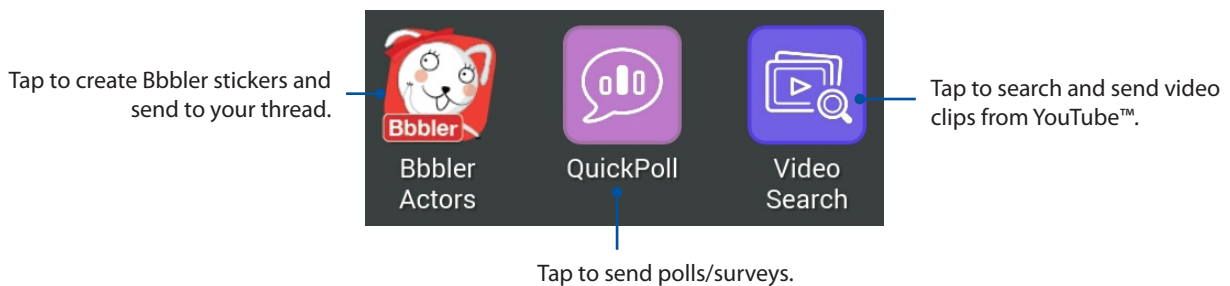 Tap to create Bbbler stickers and
send to your thread.
Bbbler
Bbbler
Actors
QuickPoll
Video
Search
Tap to search and send video
clips from YouTube™.
Tap to send polls/surveys.